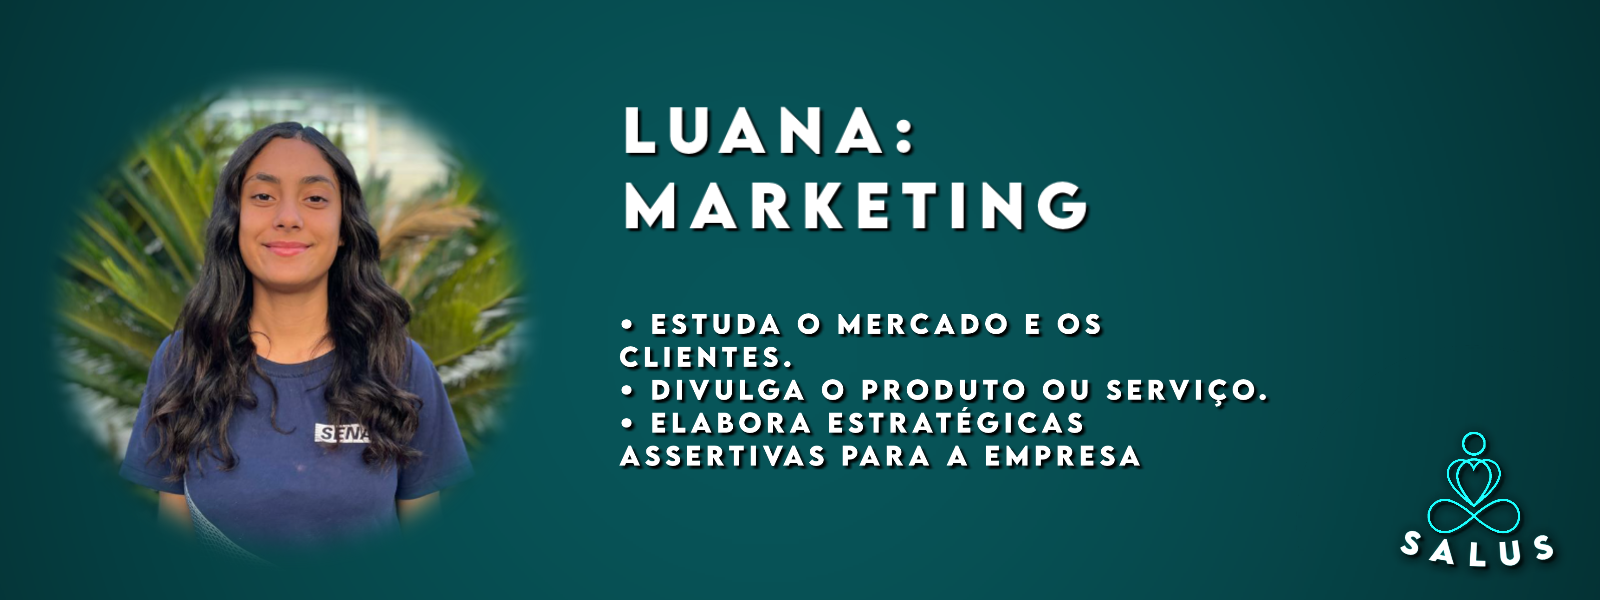 LUANA:
MARKETING
• ESTUDA O MERCADO E OS
CLIENTES.
• DIVULGA O PRODUTO OU SERVIÇO.
• ELABORA ESTRATÉGICAS
ASSERTIVAS PARA A EMPRESA
SALUS